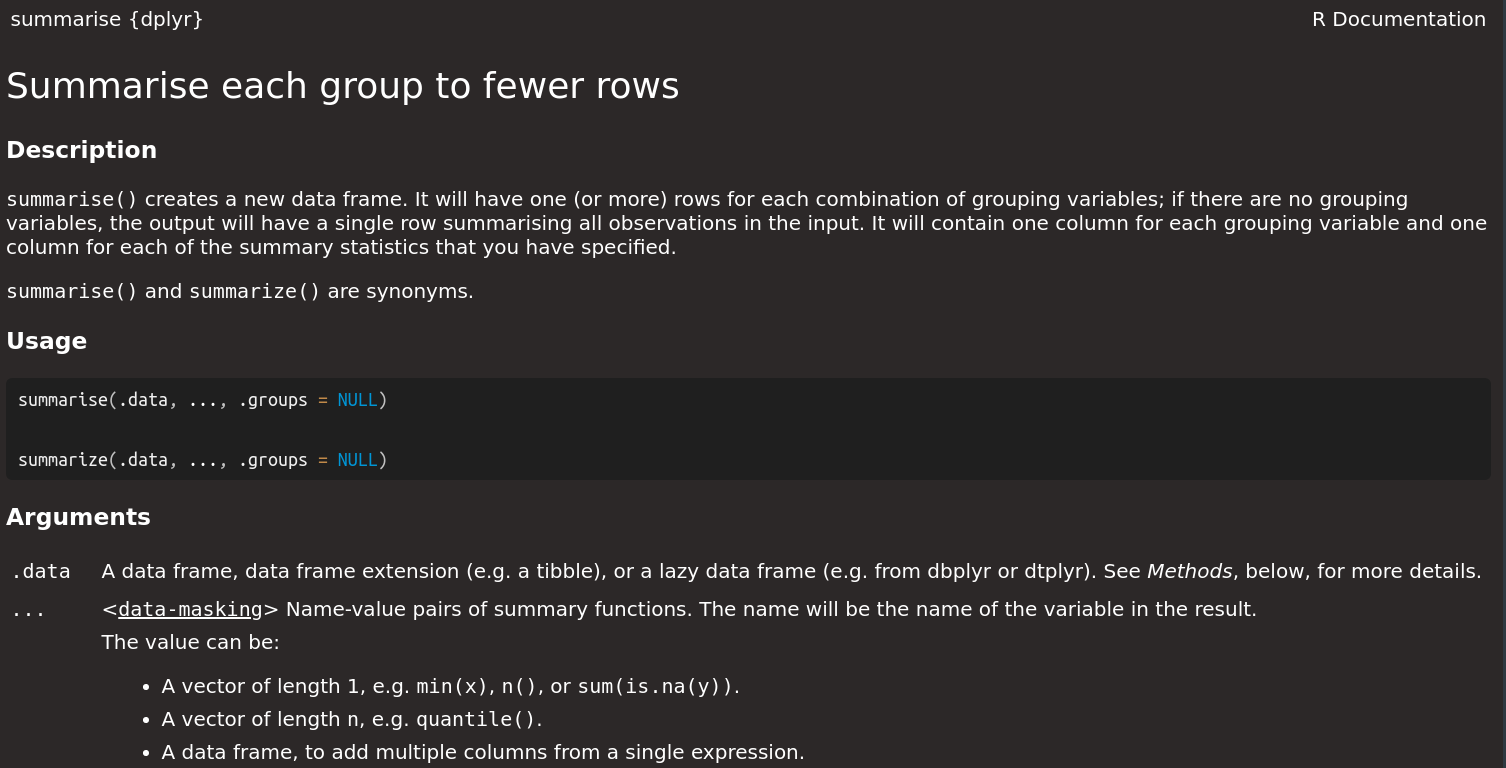 summarise {dplyr}
R Documentation
Summarise each group to fewer rows
Description
summarise() creates a new data frame. It will have one (or more) rows for each combination of grouping variables; if there are no grouping
variables, the output will have a single row summarising all observations in the input. It will contain one column for each grouping variable and one
column for each of the summary statistics that you have specified.
summarise() and summarize() are synonyms.
Usage
summarise(.data, ..., .groups = NULL)
summarize(.data, ..., .groups = NULL)
Arguments
.data A data frame, data frame extension (e.g. a tibble), or a lazy data frame (e.g. from dbplyr or dtplyr). See Methods, below, for more details.
... <data-masking> Name-value pairs of summary functions. The name will be the name of the variable in the result.
The value can be:
• A vector of length 1, e.g. min(x), n(), or sum(is.na(y)).
• A vector of length n, e.g. quantile().
• A data frame, to add multiple columns from a single expression.